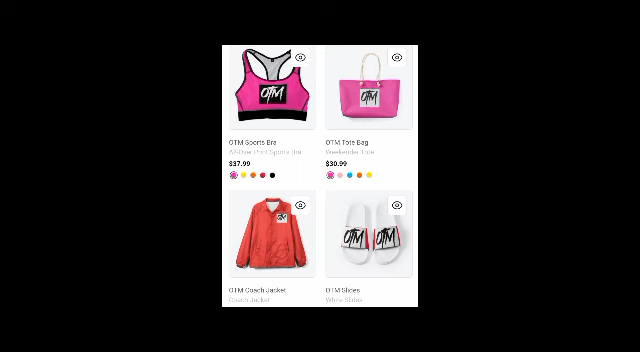 OTM
OTM
OTM Sports Bra
All-Over Print Sports Bra
$37.99
OTM Tote Bag
Weekender Tote
$30.99
OTM
OTM OTM
OTM Coach Jacket
Coach Jacket
OTM Slides
White Slides